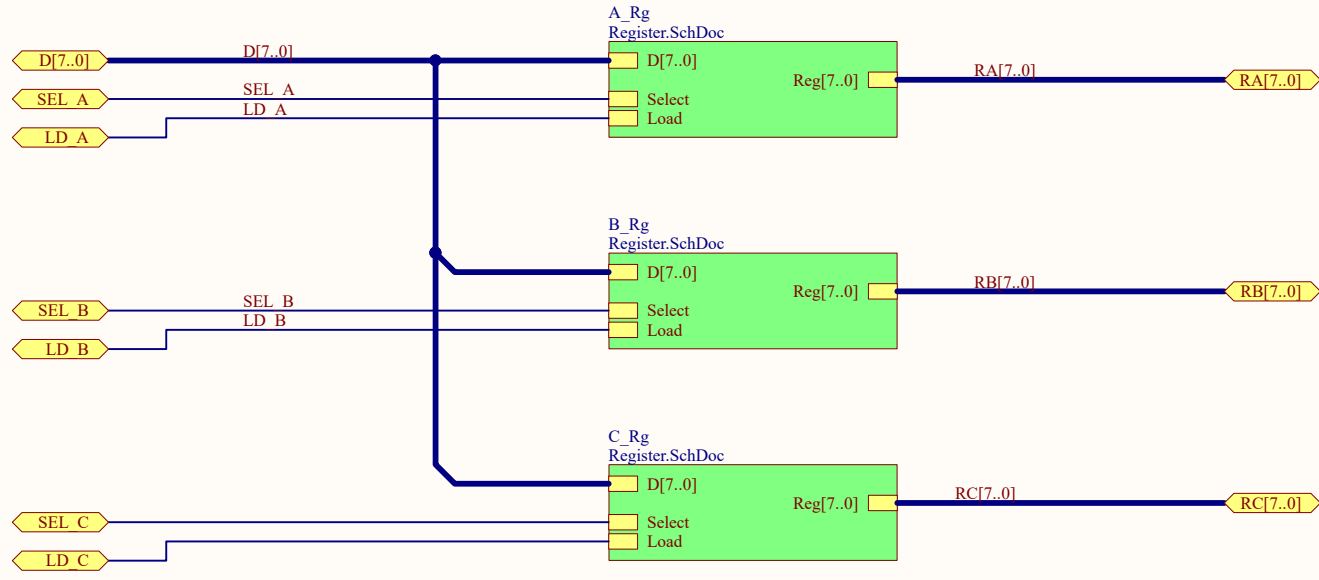 A_Rg
Register.SchDoc
D[7..0] D[7..0] D[7..0]
Reg[7..0] RA[7..0] RA[7..0]
SEL_A SEL_A Select
LD_A Load
LD_A
B_Rg
Register.SchDoc
D[7..0]
Reg[7..0] RB[7..0] RB[7..0]
SEL_B SEL_B Select
LD_B Load
LD_B
C_Rg
Register.SchDoc
D[7..0]
Reg[7..0] RC[7..0] RC[7..0]
SEL_C Select
Load
LD_C